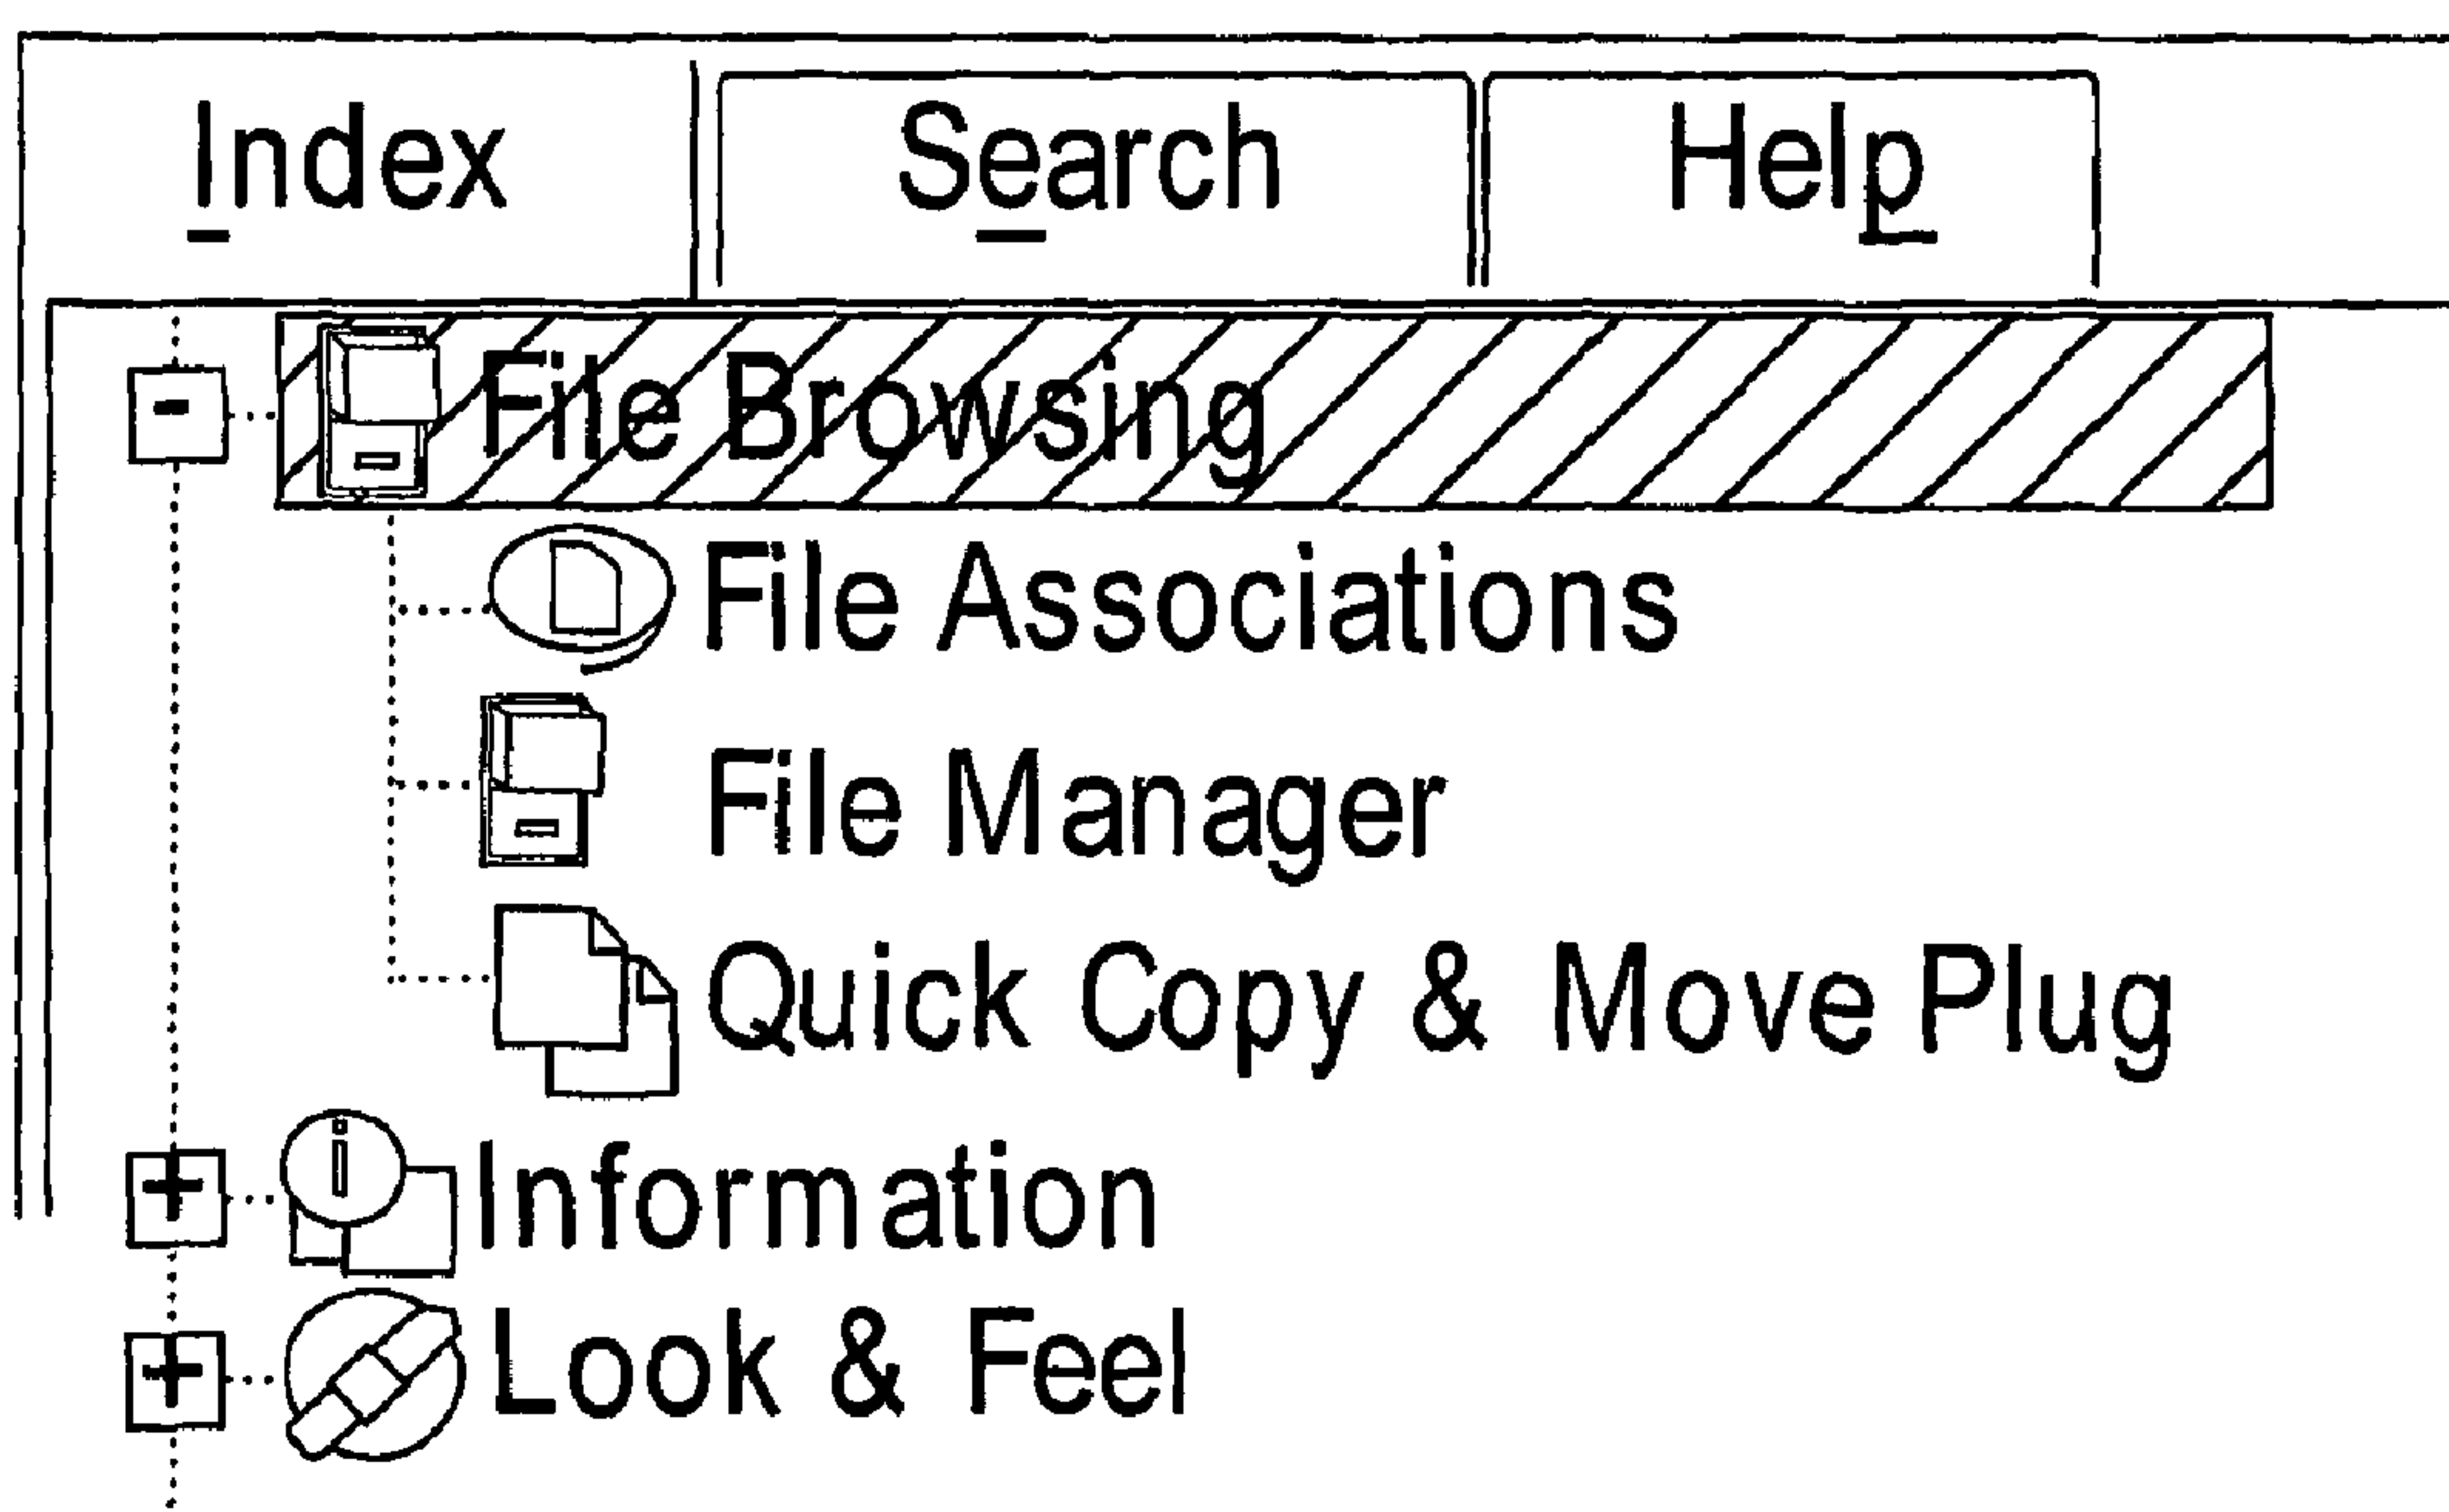 Index Search Help
File Browsing
File Associations
File Manager
Quick Copy & Move Plug
Information
Look & Feel